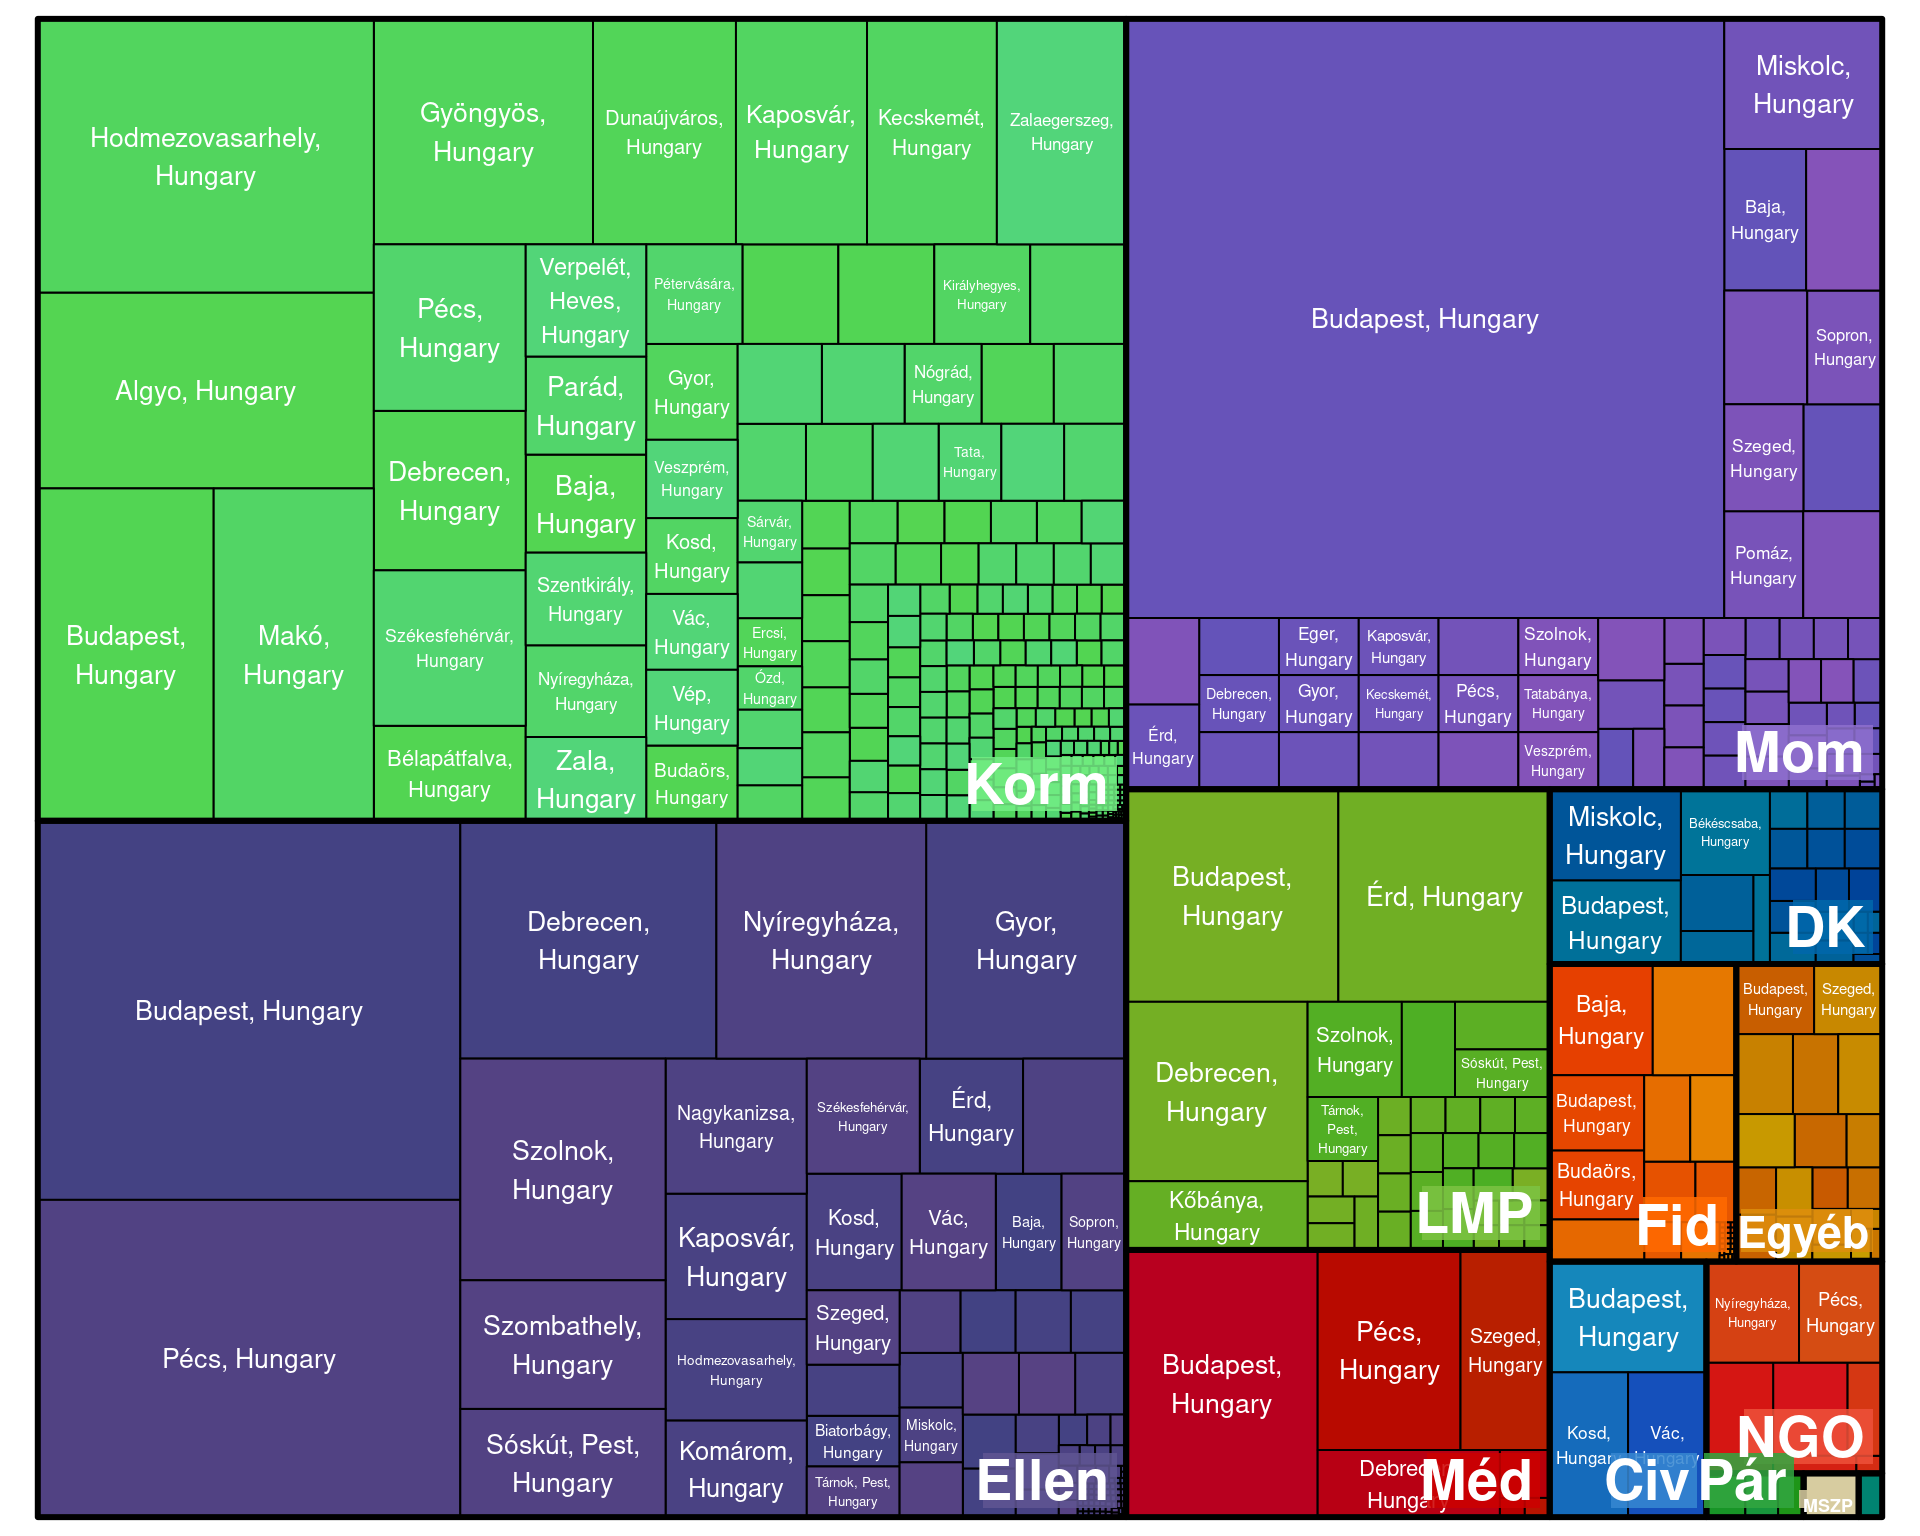 Hodmezovasarhely,
Hungary
Gyöngyös,
Hungary
Dunaújváros,
Hungary
Kaposvár,
Hungary
Kecskemét,
Hungary
Zalaegerszeg,
Hungary
Algyo, Hungary
Budapest,
Hungary
Makó,
Hungary
Pécs,
Hungary
Debrecen,
Hungary
Székesfehérvár,
Hungary
Bélapátfalva,
Hungary
Verpelét,
Heves,
Hungary
Parád,
Hungary
Baja,
Hungary
Szentkirály,
Hungary
Nyíregyháza,
Hungary
Zala,
Hungary
Pétervására,
Hungary
Királyhegyes,
Hungary
Gyor,
Hungary
Veszprém,
Hungary
Kosd,
Hungary
Vác,
Hungary
Vép,
Hungary
Budaörs,
Hungary
Nógrád,
Hungary
Tata,
Hungary
Sárvár,
Hungary
Ercsi,
Hungary
Ózd,
Hungary
Korm
Budapest, Hungary
Miskolc,
Hungary
Baja,
Hungary
Sopron,
Hungary
Szeged,
Hungary
Pomáz,
Hungary
Érd,
Hungary
Debrecen,
Hungary
Eger,
Hungary
Gyor,
Hungary
Kaposvár,
Hungary
Kecskemét,
Hungary
Pécs,
Hungary
Szolnok,
Hungary
Tatabánya,
Hungary
Veszprém,
Hungary
Mom
Budapest, Hungary
Pécs, Hungary
Debrecen,
Hungary
Nyíregyháza,
Hungary
Gyor,
Hungary
Szolnok,
Hungary
Szombathely,
Hungary
Sóskút, Pest,
Hungary
Nagykanizsa,
Hungary
Kaposvár,
Hungary
Hodmezovasarhely,
Hungary
Komárom,
Hungary
Székesfehérvár,
Hungary
Érd,
Hungary
Kosd,
Hungary
Vác,
Hungary
Baja,
Hungary
Sopron,
Hungary
Szeged,
Hungary
Biatorbágy,
Hungary
Tárnok, Pest,
Hungary
Miskolc,
Hungary
Ellen
Budapest,
Hungary
Érd, Hungary
Debrecen,
Hungary
Kőbánya,
Hungary
Szolnok,
Hungary
Sóskút, Pest,
Hungary
Tárnok,
Pest,
Hungary
LMP
Miskolc,
Hungary
Budapest,
Hungary
Békéscsaba,
Hungary
DK
Baja,
Hungary
Budapest,
Hungary
Budaörs,
Hungary
Fid
Budapest,
Hungary
Szeged,
Hungary
Egyéb
Budapest,
Hungary
Pécs,
Hungary
Szeged,
Hungary
Debrecen,
Hungary
Méd
Budapest,
Hungary
Kosd,
Hungary
Vác,
Hungary
Civ
Nyíregyháza,
Hungary
Pécs,
Hungary
NGO
Pár
MSZP